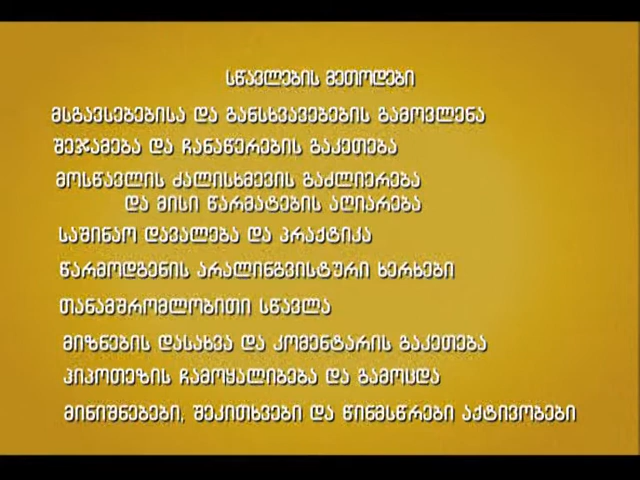 სწავლების მეთოდები
მსგავსებებისა და განსხვავებების გამოვლენა
შეჯამება და ჩანაწერების გაკეთება
მოსწავლის ძალისხმევის გაძლიერება
და მისი წარმატების აღიარება
საშინაო დავალება და პრაქტიკა
წარმოდგენის არალინგვისტური ხერხები
თანამშრომლობითი სწავლა
მიზნების დასახვა და კომენტარის გაკეთება
ჰიპოთეზის ჩამოყალიბება და გამოსდა
მინიშნებები, შეკითხვები და წინმსწრები აქტივობები